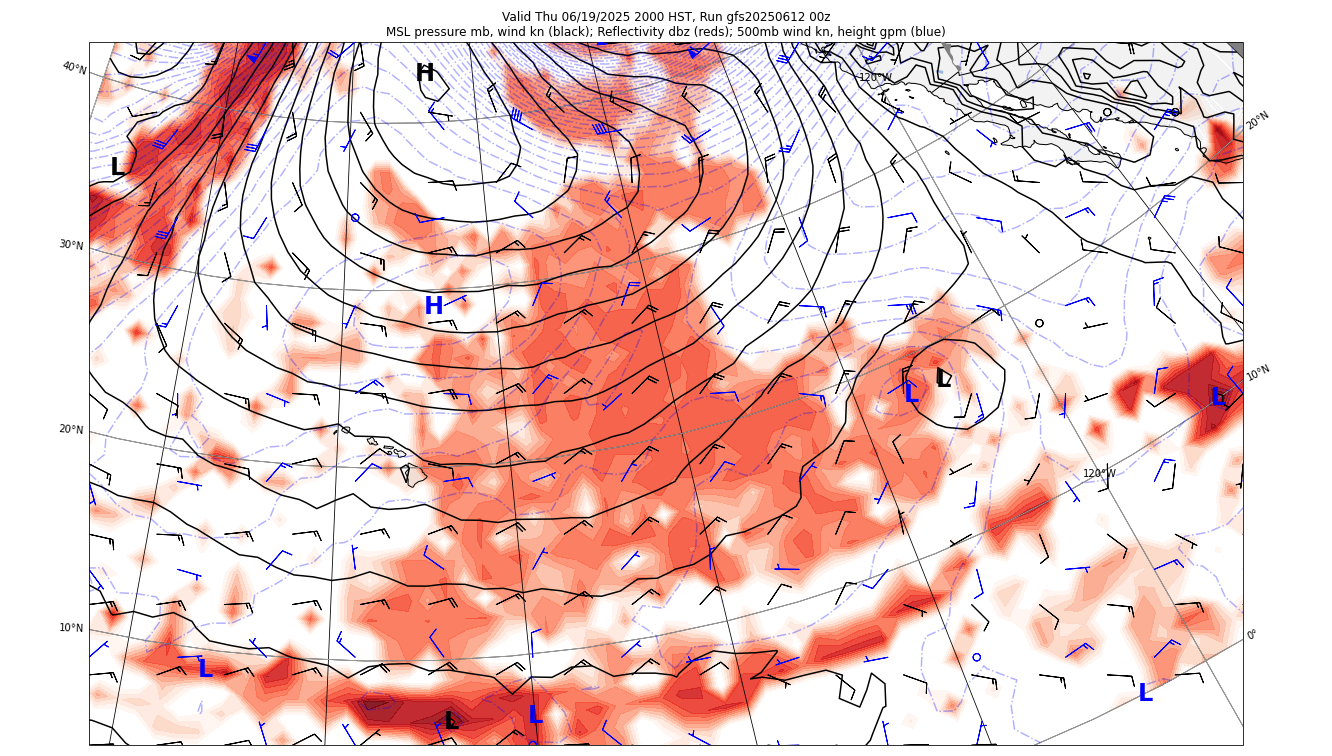 Valid Thu 06/19/2025 2000 HST, Run gfs20250612 00z
MSL pressure mb, wind kn (black); Reflectivity dbz (reds); 500mb wind kn, height gpm (blue)
40°N
H
120°W
20°N
L
30°N
H
10°N
L
L
L
20°N
120°W
10°N
0°
L
L
L
L